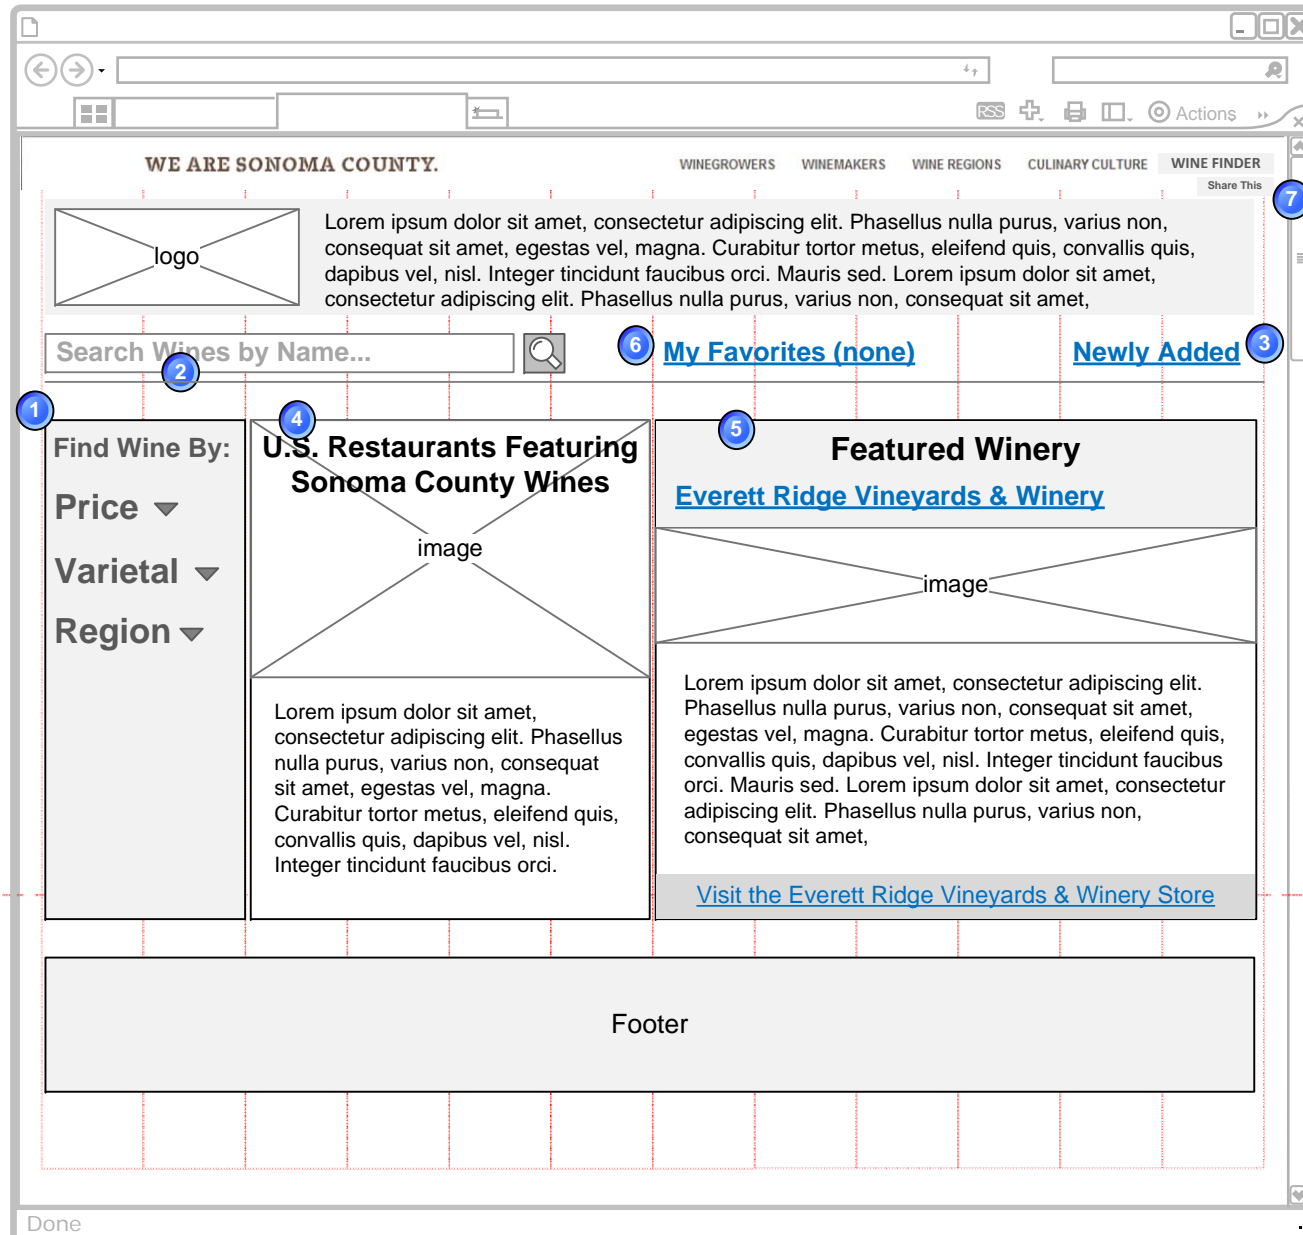 Actions
WE ARE SONOMA COUNTY.
WINEGROWERS WINEMAKERS WINE REGIONS CULINARY CULTURE WINE FINDER
Share This
7
logo
Lorem ipsum dolor sit amet, consectetur adipiscing elit. Phasellus nulla purus, varius non,
consequat sit amet, egestas vel, magna. Curabitur tortor metus, eleifend quis, convallis quis,
dapibus vel, nisl. Integer tincidunt faucibus orci. Mauris sed. Lorem ipsum dolor sit amet,
consectetur adipiscing elit. Phasellus nulla purus, varius non, consequat sit amet,
Search Wines by Name...
2
6
My Favorites (none)
Newly Added
3
1
Find Wine By:
Price
Varietal
Region
4
U.S. Restaurants Featuring
Sonoma County Wines
image
Lorem ipsum dolor sit amet,
consectetur adipiscing elit. Phasellus
nulla purus, varius non, consequat
sit amet, egestas vel, magna.
Curabitur tortor metus, eleifend quis,
convallis quis, dapibus vel, nisl.
Integer tincidunt faucibus orci.
5
Featured Winery
Everett Ridge Vineyards & Winery
image
Lorem ipsum dolor sit amet, consectetur adipiscing elit.
Phasellus nulla purus, varius non, consequat sit amet,
egestas vel, magna. Curabitur tortor metus, eleifend quis,
convallis quis, dapibus vel, nisl. Integer tincidunt faucibus
orci. Mauris sed. Lorem ipsum dolor sit amet, consectetur
adipiscing elit. Phasellus nulla purus, varius non,
consequat sit amet,
Visit the Everett Ridge Vineyards & Winery Store
Footer
Done
RSS